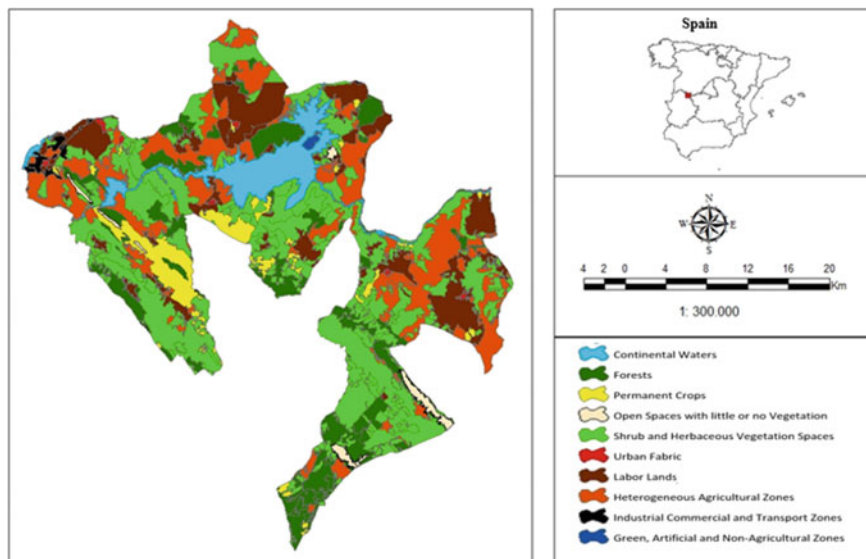 Spain
N
W E
S
4 2 0 4 8 12 16 20
Km
1: 300.000
Continental Waters
Forests
Permanent Crops
Open Spaces with little or no Vegetation
Shrub and Herbaceous Vegetation Spaces
Urban Fabric
Labor Lands
Heterogeneous Agricultural Zones
Industrial Commercial and Transport Zones
Green, Artificial and Non-Agricultural Zones